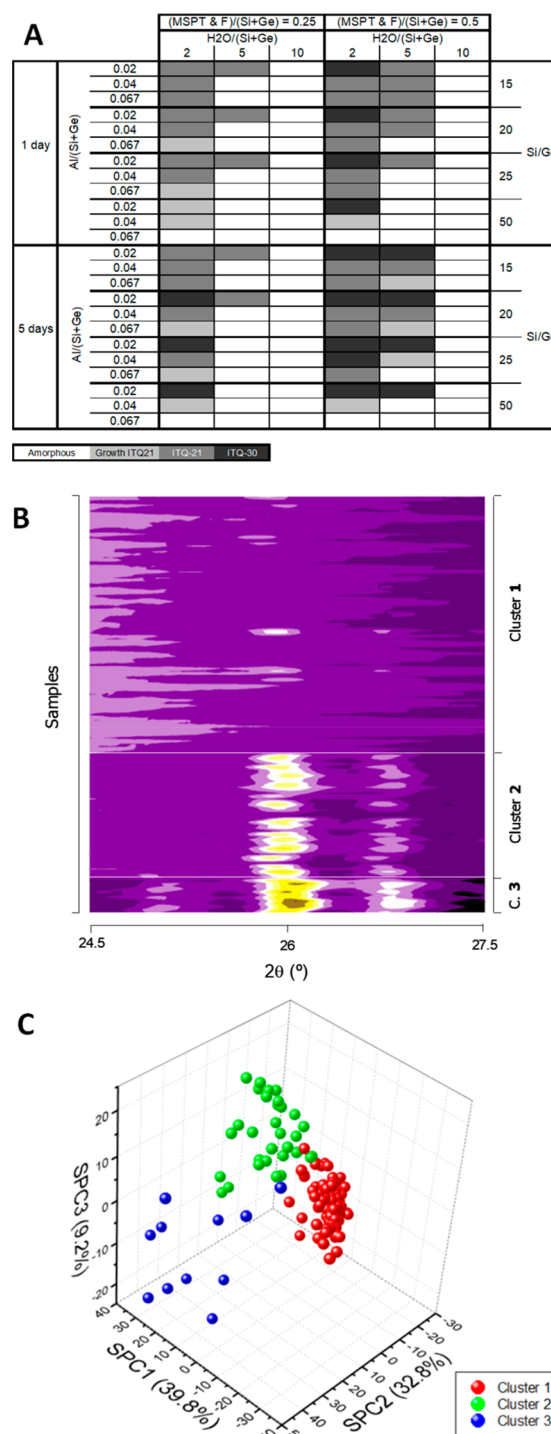 A
(MSPT & F)/(Si+Ge) = 0.25 (MSPT & F)/(Si+Ge) = 0.5
H2O/(Si+Ge) H2O/(Si+Ge)
2 5 10 2 5 10
1 day
Al/(Si+Ge)
0.02
0.04 15
0.067
0.02
0.04 20
0.067
0.02
0.04 25
0.067
0.02
0.04 50
0.067
Si/G
5 days
Al/(Si+Ge)
0.02
0.04 15
0.067
0.02
0.04 20
0.067
0.02
0.04 25
0.067
0.02
0.04 50
0.067
Si/G
Amorphous Growth ITQ21 ITQ-21 ITQ-30
B
Samples
Cluster 1
Cluster 2
C. 3
24.5 26 27.5
2θ (º)
C
SPC3 (9.2%)
20
10
0
-10
-20
SPC1 (39.8%)
40
30
20
10
0
-10
-20
-30
SPC2 (32.8%)
-30
-20
-10
0
10
20
30
40
Cluster 1
Cluster 2
Cluster 3